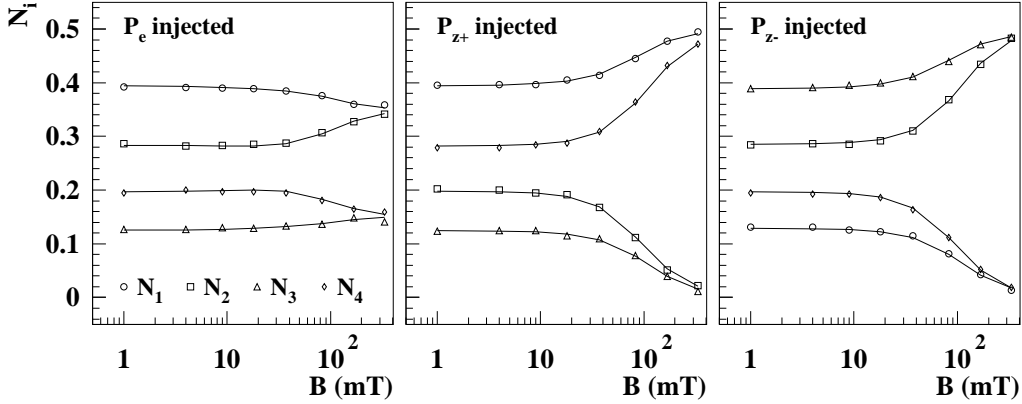 N_i
P_e injected
P_z+ injected
P_z- injected
0.5
0.4
0.3
0.2
0.1
0
N_1 N_2 N_3 N_4
1 10 10^2
1 10 10^2
1 10 10^2
B (mT)
B (mT)
B (mT)